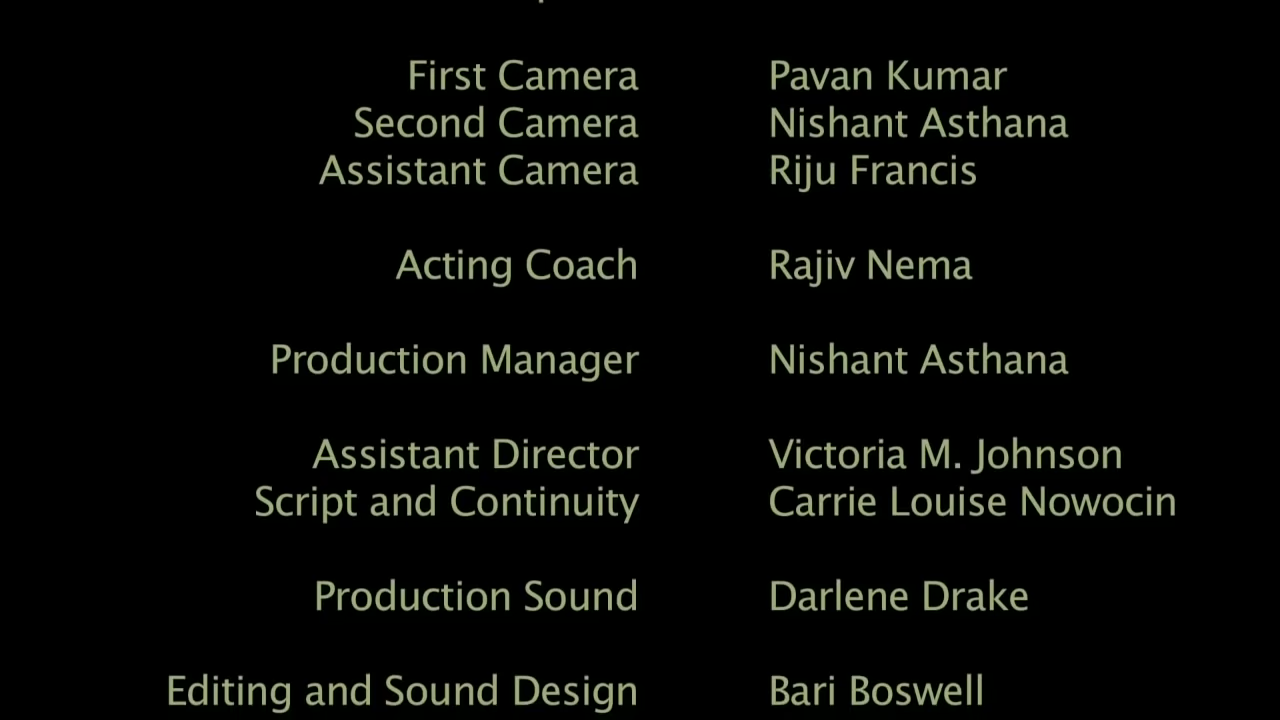 First Camera Pavan Kumar
Second Camera Nishant Asthana
Assistant Camera Riju Francis
Acting Coach Rajiv Nema
Production Manager Nishant Asthana
Assistant Director Victoria M. Johnson
Script and Continuity Carrie Louise Nowocin
Production Sound Darlene Drake
Editing and Sound Design Bari Boswell